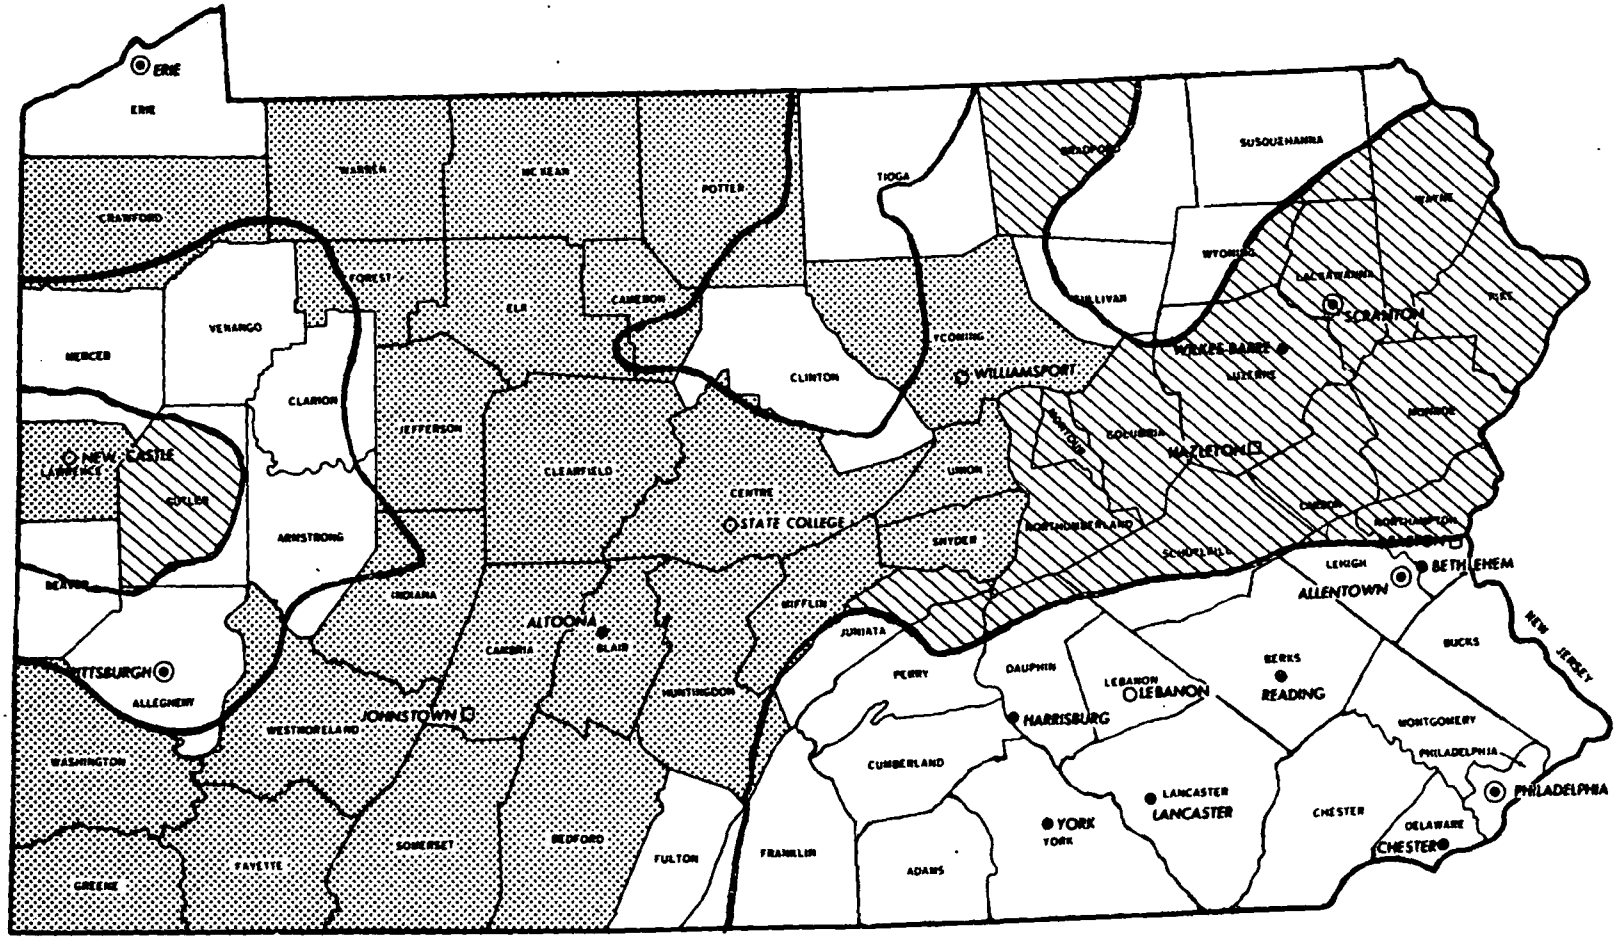 ERIE
ERIE
WARREN
MC KEAN
POTTER
TIOGA
BRADFORD
SUSQUEHANNA
WAYNE
CRAWFORD
FOREST
ELK
CAMERON
WYOMING
LACKAWANNA
PIKE
SULLIVAN
SCRANTON
VENANGO
MERCER
CLINTON
WILLIAMSPORT
WILKES-BARRE
LUZERNE
CLARION
JEFFERSON
MONROE
MONTOUR
COLUMBIA
HAZLETON
NEW CASTLE
LAWRENCE
CLEARFIELD
UNION
CENTRE
BUTLER
STATE COLLEGE
ARMSTRONG
SNYDER
NORTHUMBERLAND
CARBON
NORTHAMPTON
SCHUYLKILL
LEHIGH
BETHLEHEM
ALLENTOWN
BEAVER
INDIANA
MIFFLIN
JUNIATA
ALTOONA
BLAIR
CAMBRIA
NEW JERSEY
BUCKS
PITTSBURGH
ALLEGHENY
HUNTINGDON
PERRY
DAUPHIN
LEBANON
LEBANON
BERKS
READING
JOHNSTOWN
WESTMORELAND
HARRISBURG
MONTGOMERY
WASHINGTON
CUMBERLAND
PHILADELPHIA
PHILADELPHIA
LANCASTER
LANCASTER
CHESTER
YORK
YORK
DELAWARE
CHESTER
BEDFORD
SOMERSET
FAYETTE
FULTON
FRANKLIN
ADAMS
GREENE